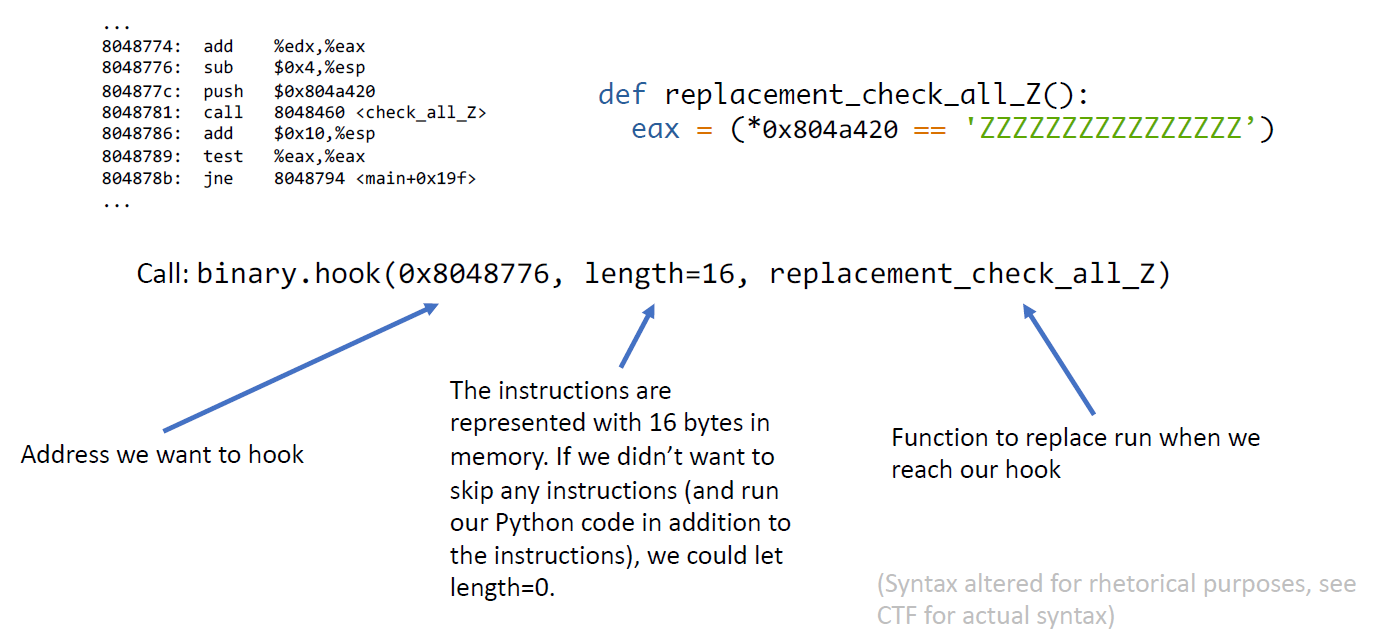 ...
8048774: add %edx,%eax
8048776: sub $0x4,%esp
804877c: push $0x804a420
8048781: call 8048460 <check_all_Z>
8048786: add $0x10,%esp
8048789: test %eax,%eax
804878b: jne 8048794 <main+0x19f>
...
def replacement_check_all_Z():
eax = (*0x804a420 == 'ZZZZZZZZZZZZZZZZ’)
Call: binary.hook(0x8048776, length=16, replacement_check_all_Z)
Address we want to hook
The instructions are
represented with 16 bytes in
memory. If we didn’t want to
skip any instructions (and run
our Python code in addition to
the instructions), we could let
length=0.
Function to replace run when we
reach our hook
(Syntax altered for rhetorical purposes, see
CTF for actual syntax)